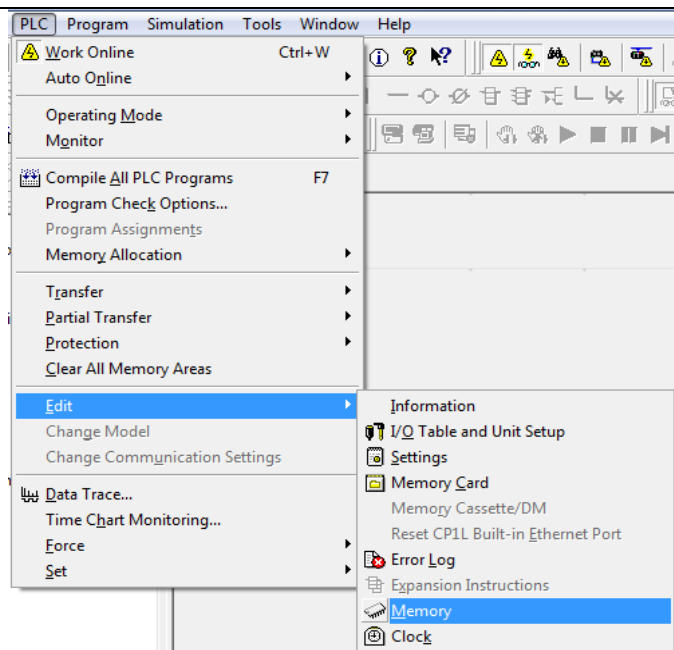 PLC Program Simulation Tools Window Help
Work Online Ctrl+W
Auto Online
Operating Mode
Monitor
Compile All PLC Programs F7
Program Check Options...
Program Assignments
Memory Allocation
Transfer
Partial Transfer
Protection
Clear All Memory Areas
Edit
Change Model
Change Communication Settings
Data Trace...
Time Chart Monitoring...
Force
Set
Information
I/O Table and Unit Setup
Settings
Memory Card
Memory Cassette/DM
Reset CP1L Built-in Ethernet Port
Error Log
Expansion Instructions
Memory
Clock